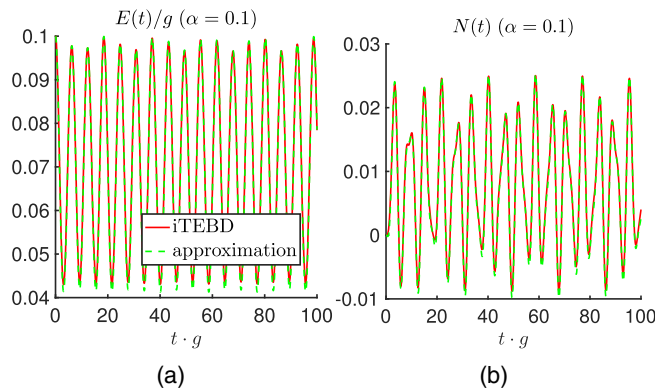 E(t)/g (α = 0.1)
N(t) (α = 0.1)
0.1
0.09
0.08
0.07
0.06
0.05
0.04
0 20 40 60 80 100
t · g
iTEBD
approximation
0.03
0.02
0.01
0
-0.01
0 20 40 60 80 100
t · g
(a)
(b)